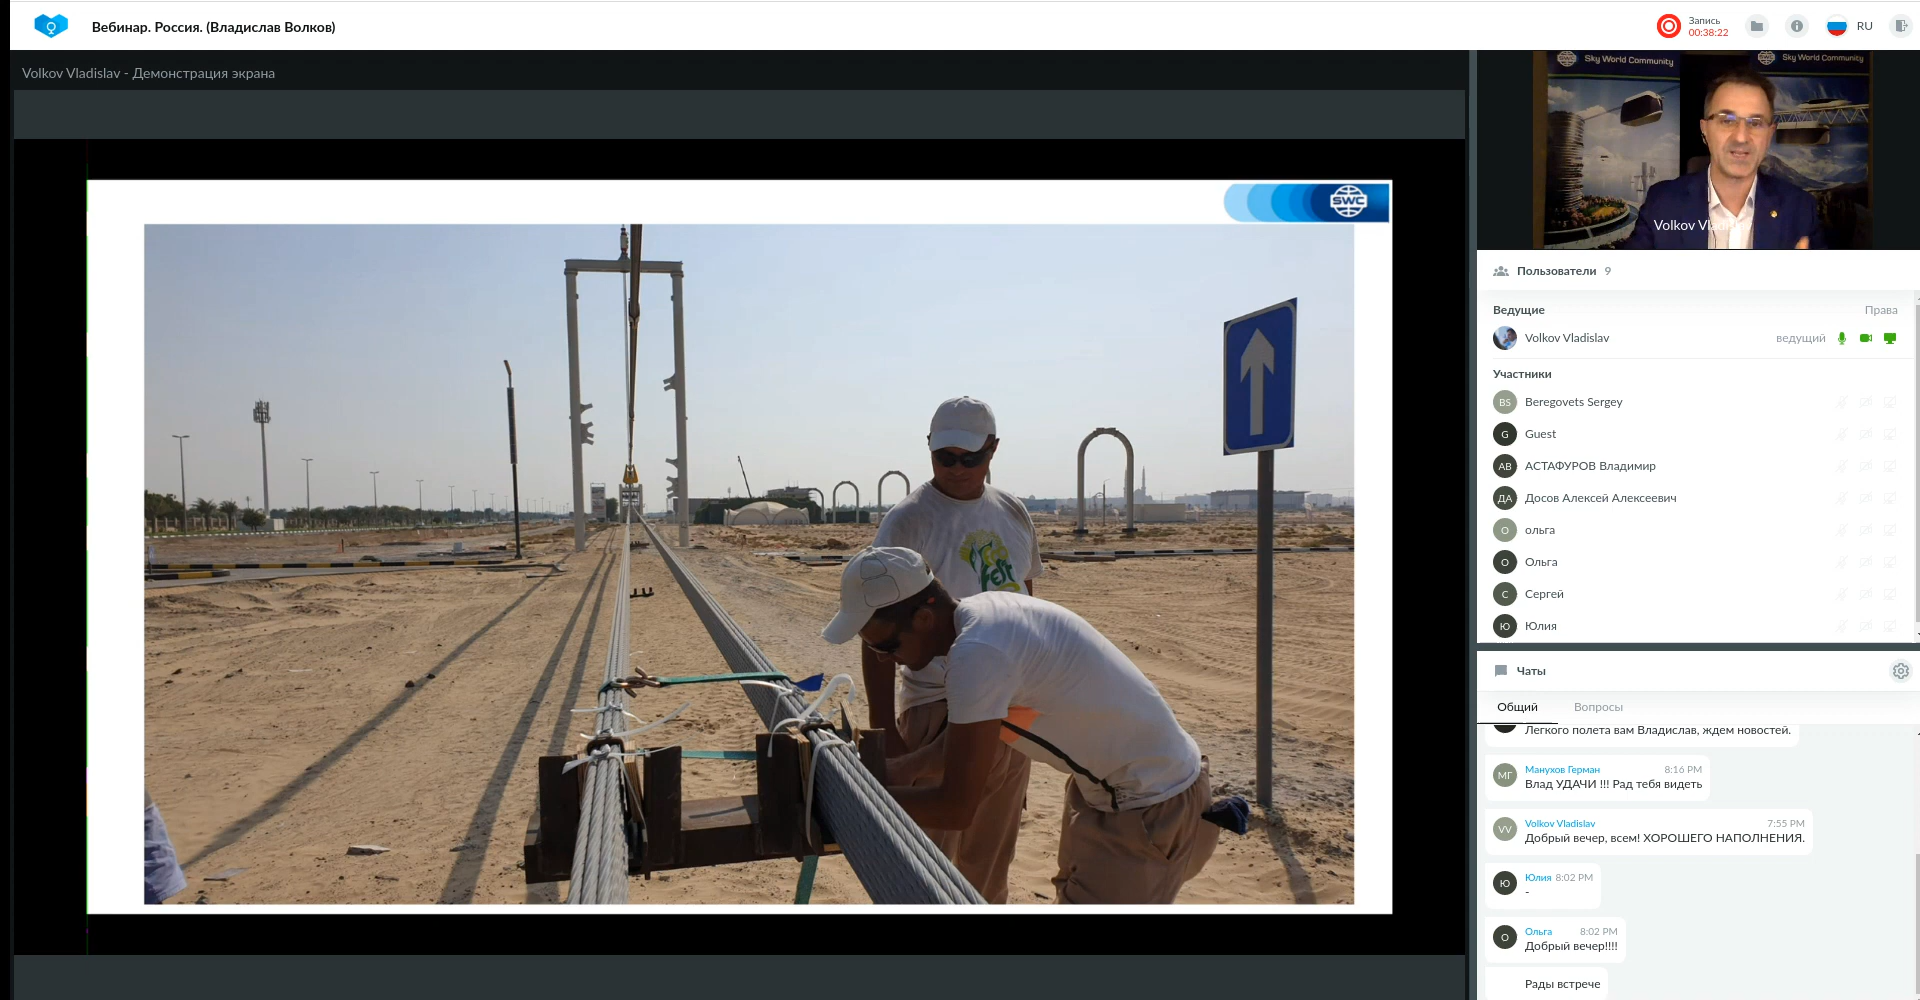 Вебинар. Россия. (Владислав Волков)
Запись
00:38:22
RU
Volkov Vladislav - Демонстрация экрана
SWC
fest
SWC
Sky World Community
SWC
Sky World Community
Пользователи 9
Ведущие Права
Volkov Vladislav ведущий
Участники
BS Beregovets Sergey
G Guest
АВ АСТАФУРОВ Владимир
ДА Досов Алексей Алексеевич
О ольга
О Ольга
С Сергей
Ю Юлия
Чаты
Общий Вопросы
Легкого полета вам Владислав, ждем новостей.
МГ Манухов Герман 8:16 PM
Влад УДАЧИ !!! Рад тебя видеть
VV Volkov Vladislav 7:55 PM
Добрый вечер, всем! ХОРОШЕГО НАПОЛНЕНИЯ.
Ю Юлия 8:02 PM
-
О Ольга 8:02 PM
Добрый вечер!!!!
Рады встрече